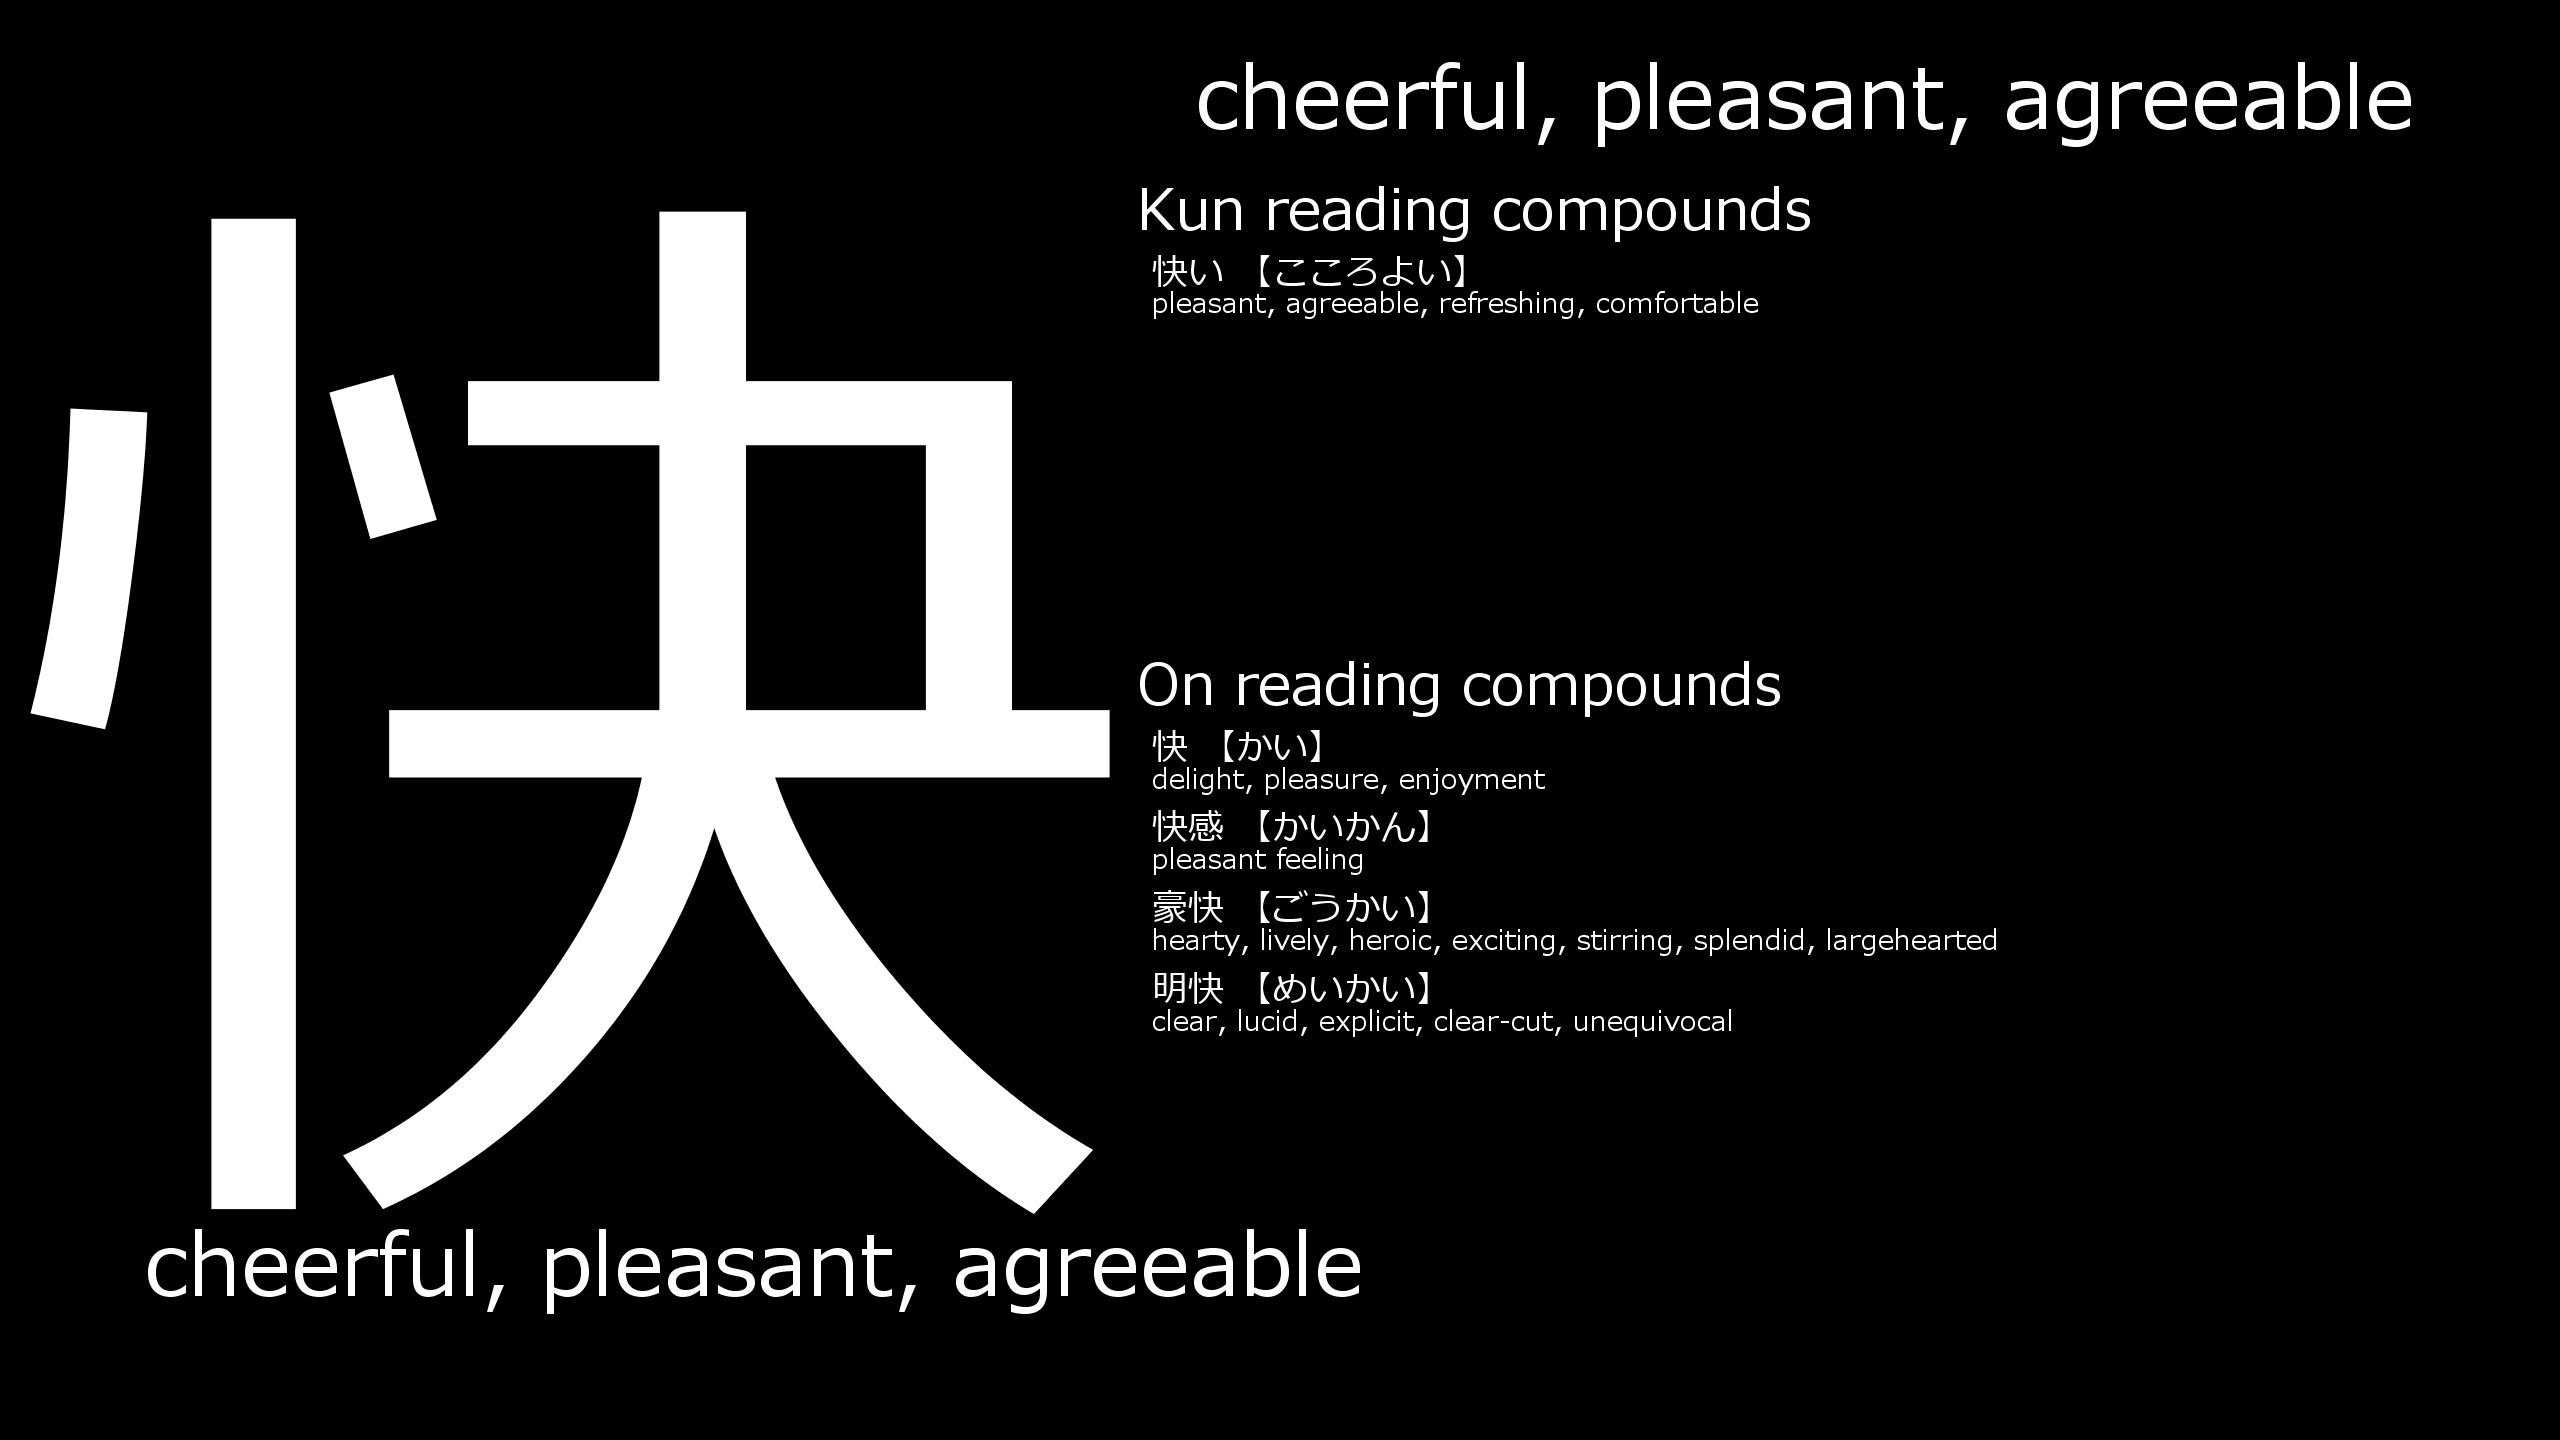 cheerful, pleasant, agreeable
快
Kun reading compounds
快い 【こころよい】
pleasant, agreeable, refreshing, comfortable
On reading compounds
快 【かい】
delight, pleasure, enjoyment
快感 【かいかん】
pleasant feeling
豪快 【ごうかい】
hearty, lively, heroic, exciting, stirring, splendid, largehearted
明快 【めいかい】
clear, lucid, explicit, clear-cut, unequivocal
cheerful, pleasant, agreeable